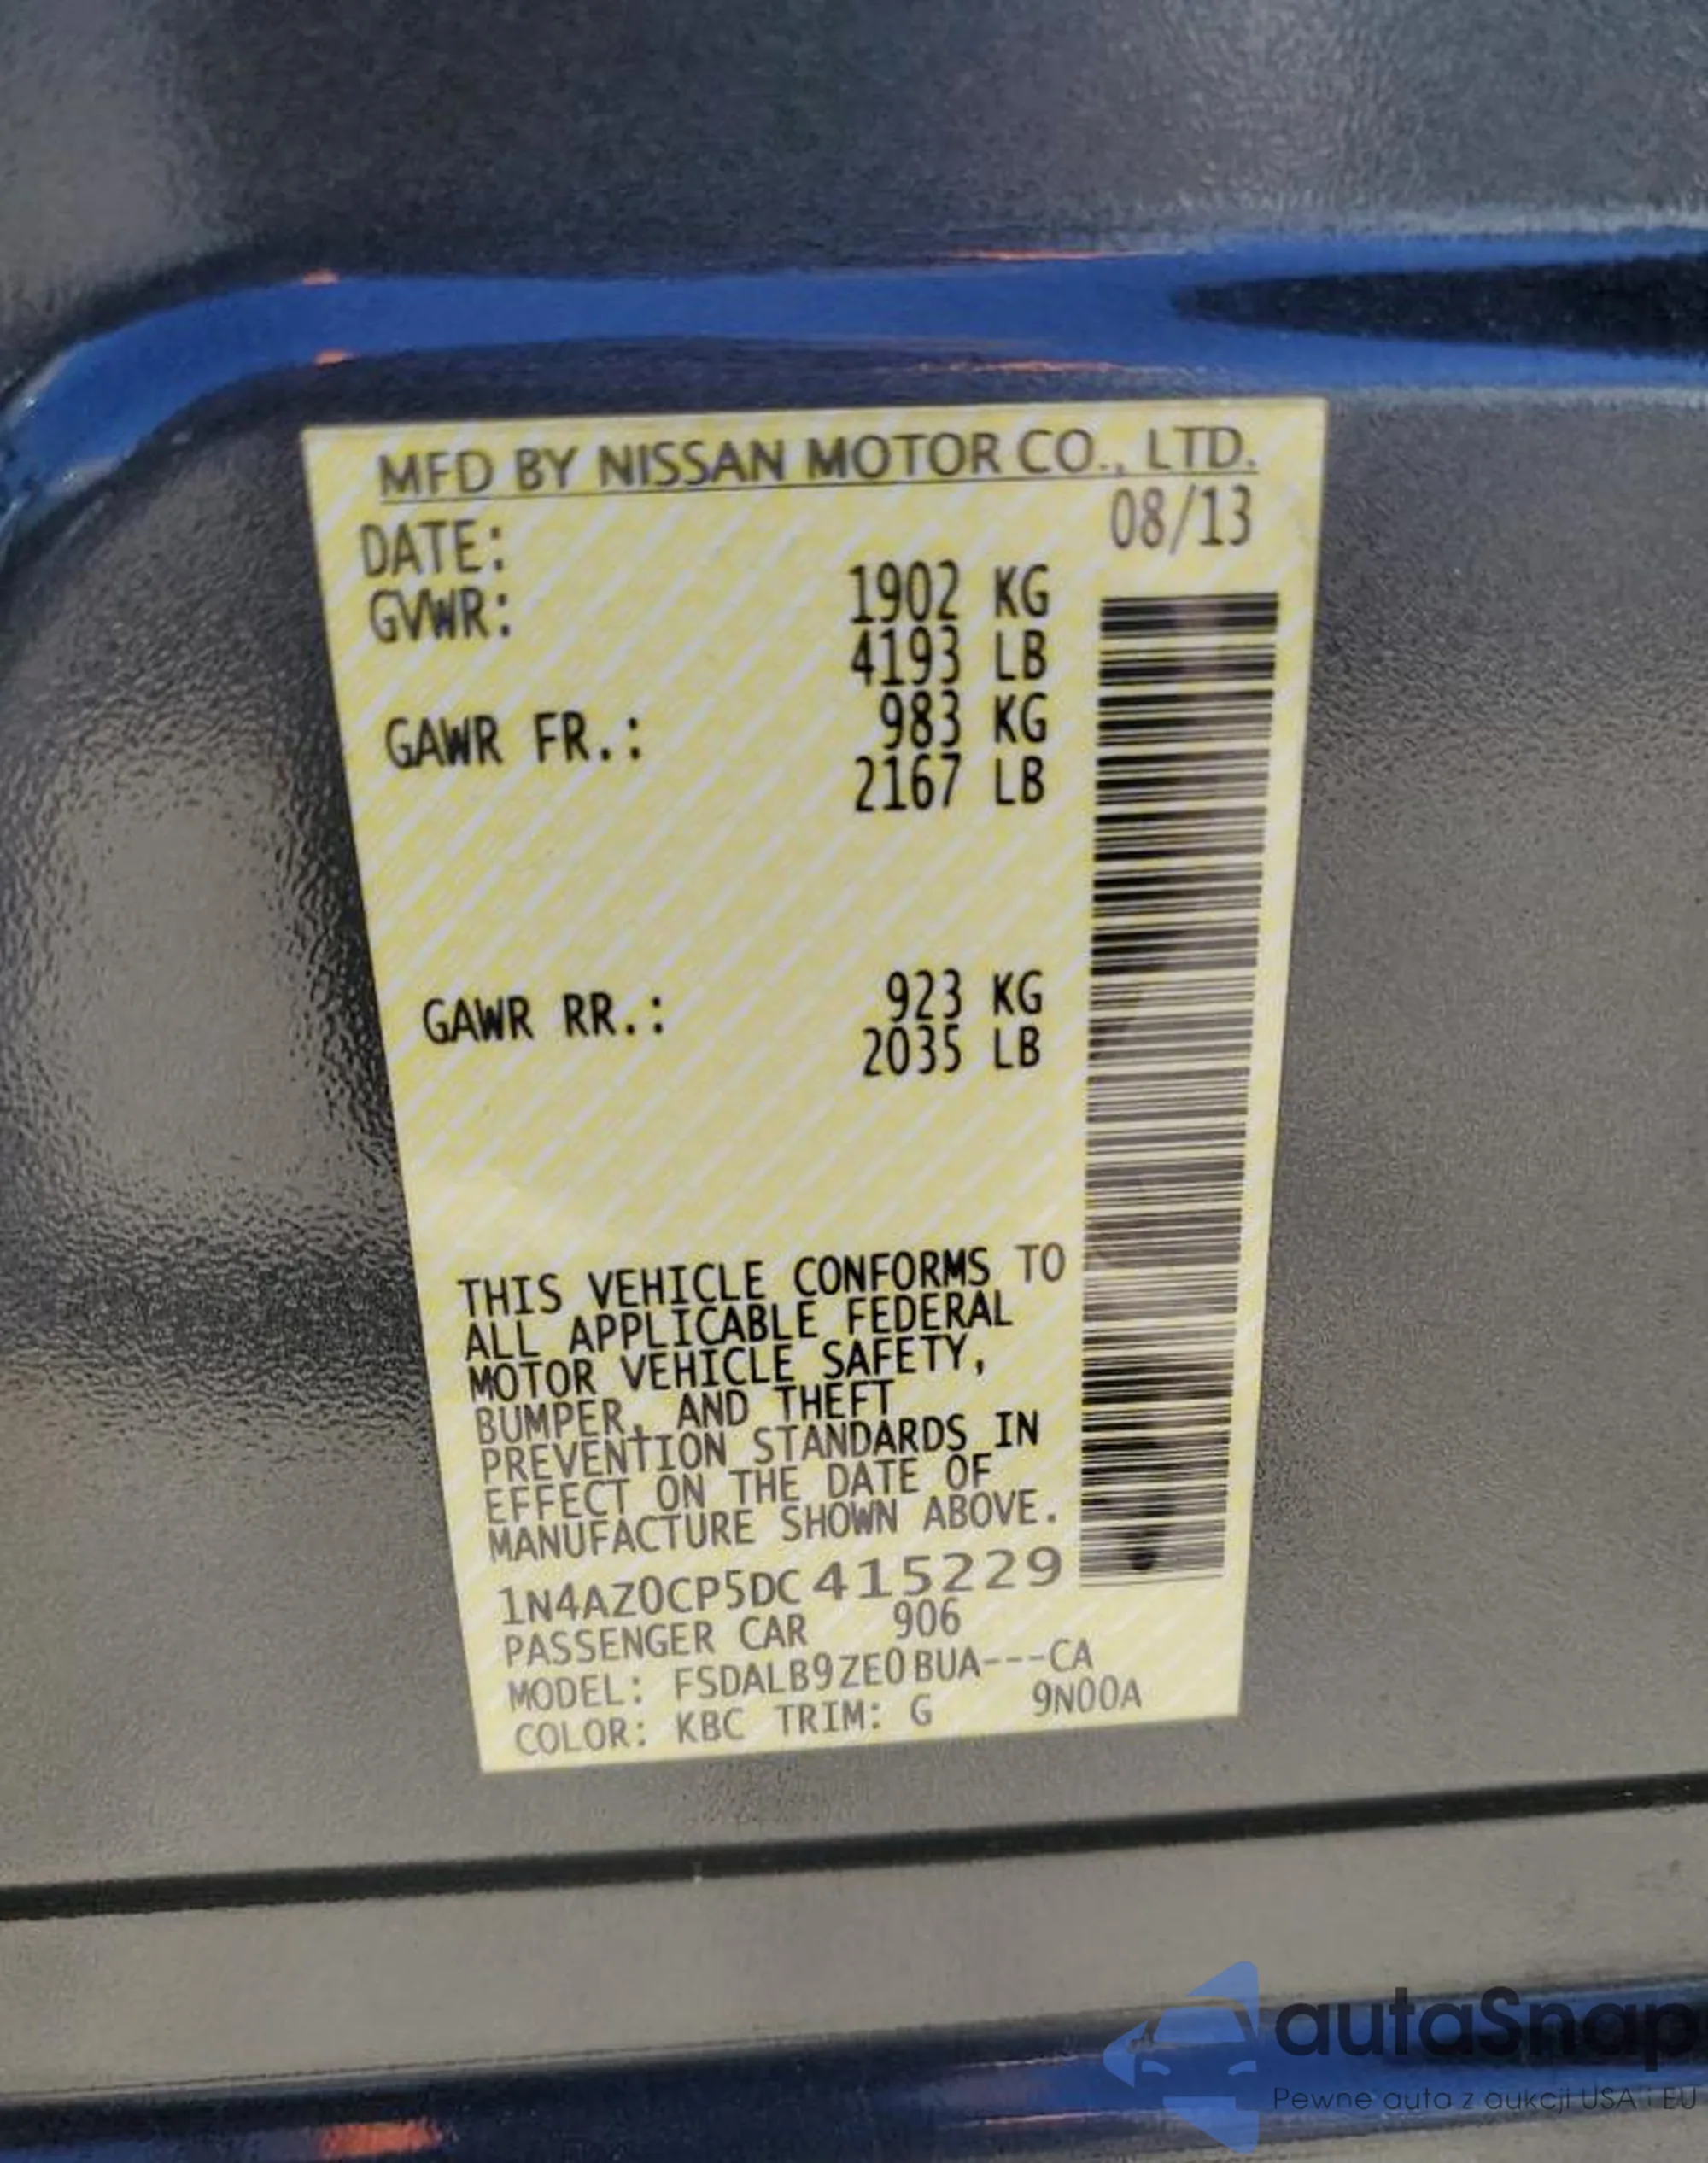 MFD BY NISSAN MOTOR CO., LTD.
DATE: 08/13
GVWR: 1902 KG
4193 LB
GAWR FR.: 983 KG
2167 LB
GAWR RR.: 923 KG
2035 LB
THIS VEHICLE CONFORMS TO
ALL APPLICABLE FEDERAL
MOTOR VEHICLE SAFETY,
BUMPER, AND THEFT
PREVENTION STANDARDS IN
EFFECT ON THE DATE OF
MANUFACTURE SHOWN ABOVE.
1N4AZ0CP5DC415229
PASSENGER CAR 906
MODEL: FSDALB9ZE0BUA---CA
COLOR: KBC TRIM: G 9N00A
autaSnap
Pewne auta z aukcji USA i EU